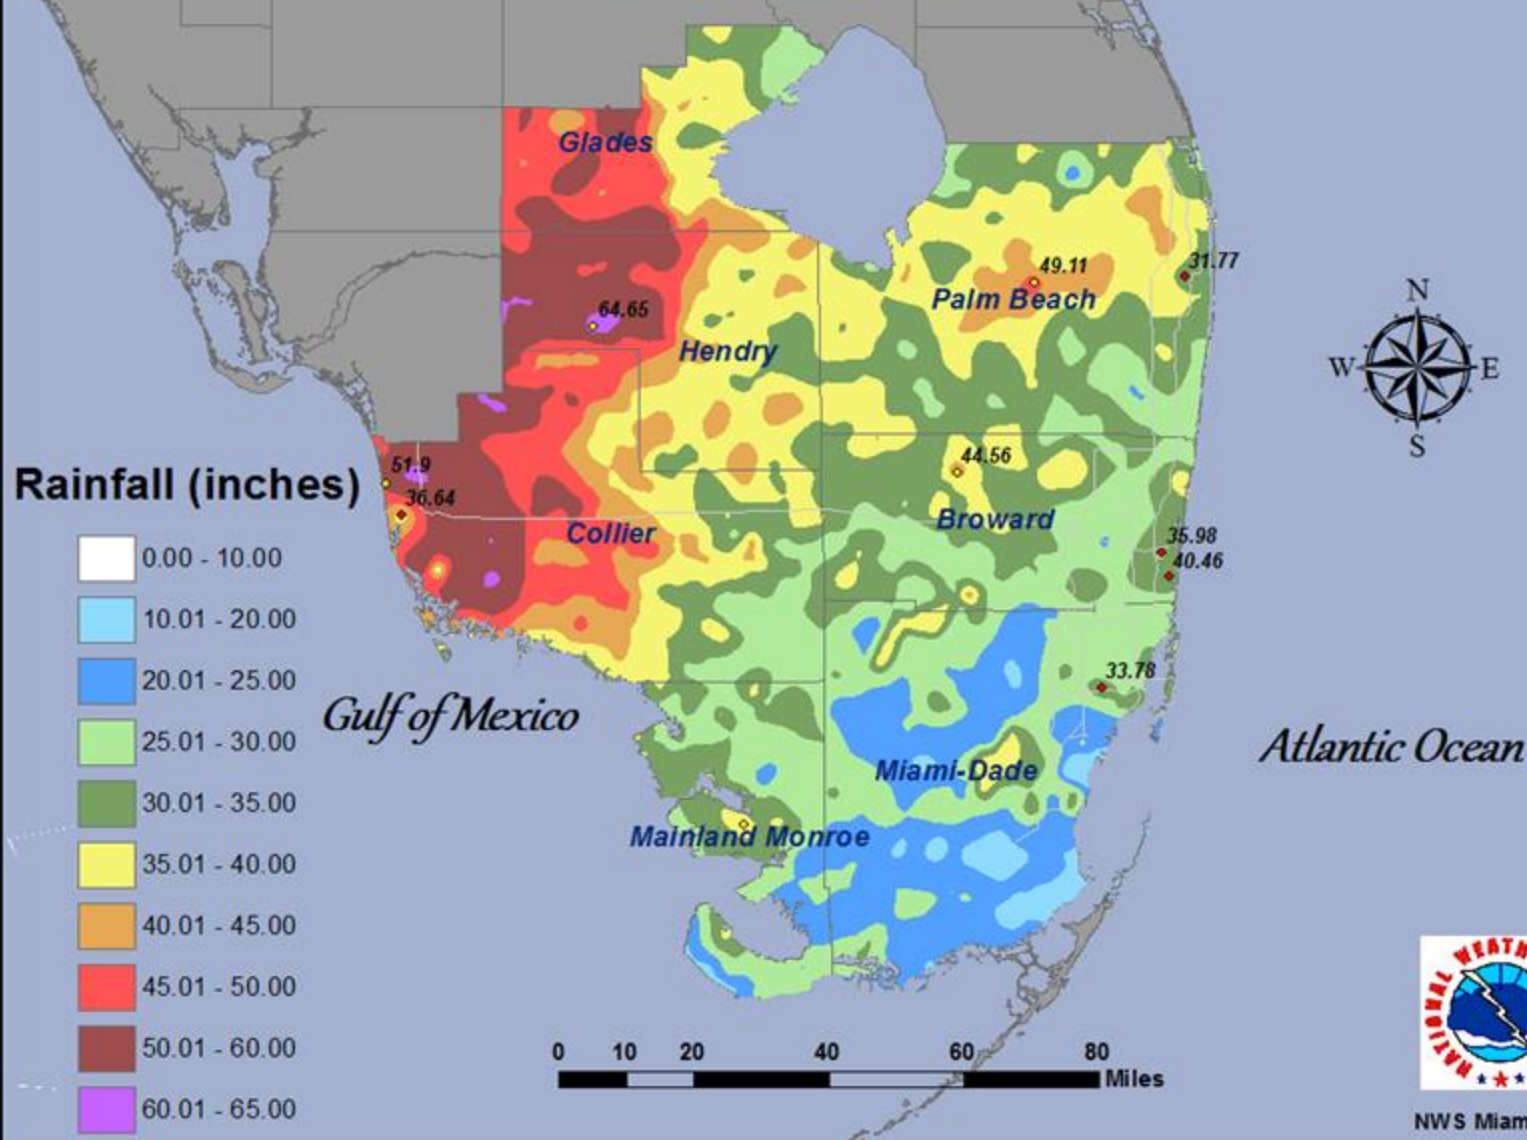 Glades
49.11
31.77
Palm Beach
64.65
Hendry
44.56
51.9
36.64
Rainfall (inches)
Broward
Collier
35.98
40.46
0.00 - 10.00
10.01 - 20.00
20.01 - 25.00
25.01 - 30.00
30.01 - 35.00
35.01 - 40.00
40.01 - 45.00
45.01 - 50.00
50.01 - 60.00
60.01 - 65.00
33.78
Gulf of Mexico
Atlantic Ocean
Miami-Dade
Mainland Monroe
N
W
E
S
0 10 20 40 60 80
Miles
NATIONAL WEATH
NWS Miam